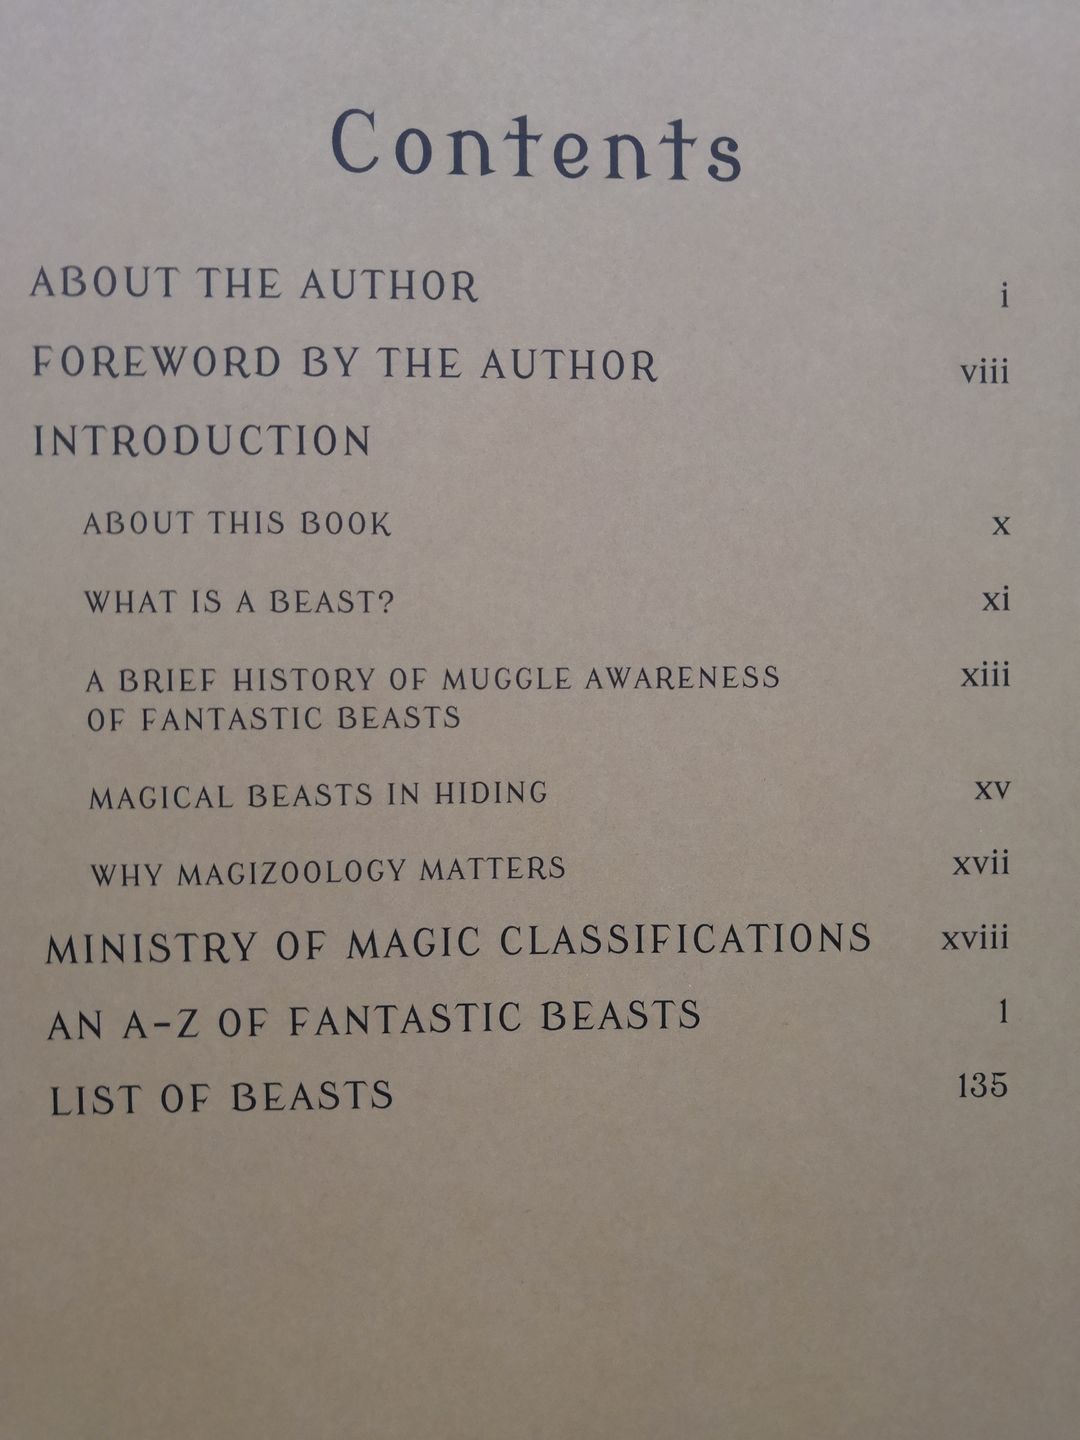 Contents
ABOUT THE AUTHOR i
FOREWORD BY THE AUTHOR viii
INTRODUCTION
ABOUT THIS BOOK x
WHAT IS A BEAST? xi
A BRIEF HISTORY OF MUGGLE AWARENESS xiii
OF FANTASTIC BEASTS
MAGICAL BEASTS IN HIDING xv
WHY MAGIZOOLOGY MATTERS xvii
MINISTRY OF MAGIC CLASSIFICATIONS xviii
AN A-Z OF FANTASTIC BEASTS 1
LIST OF BEASTS 135